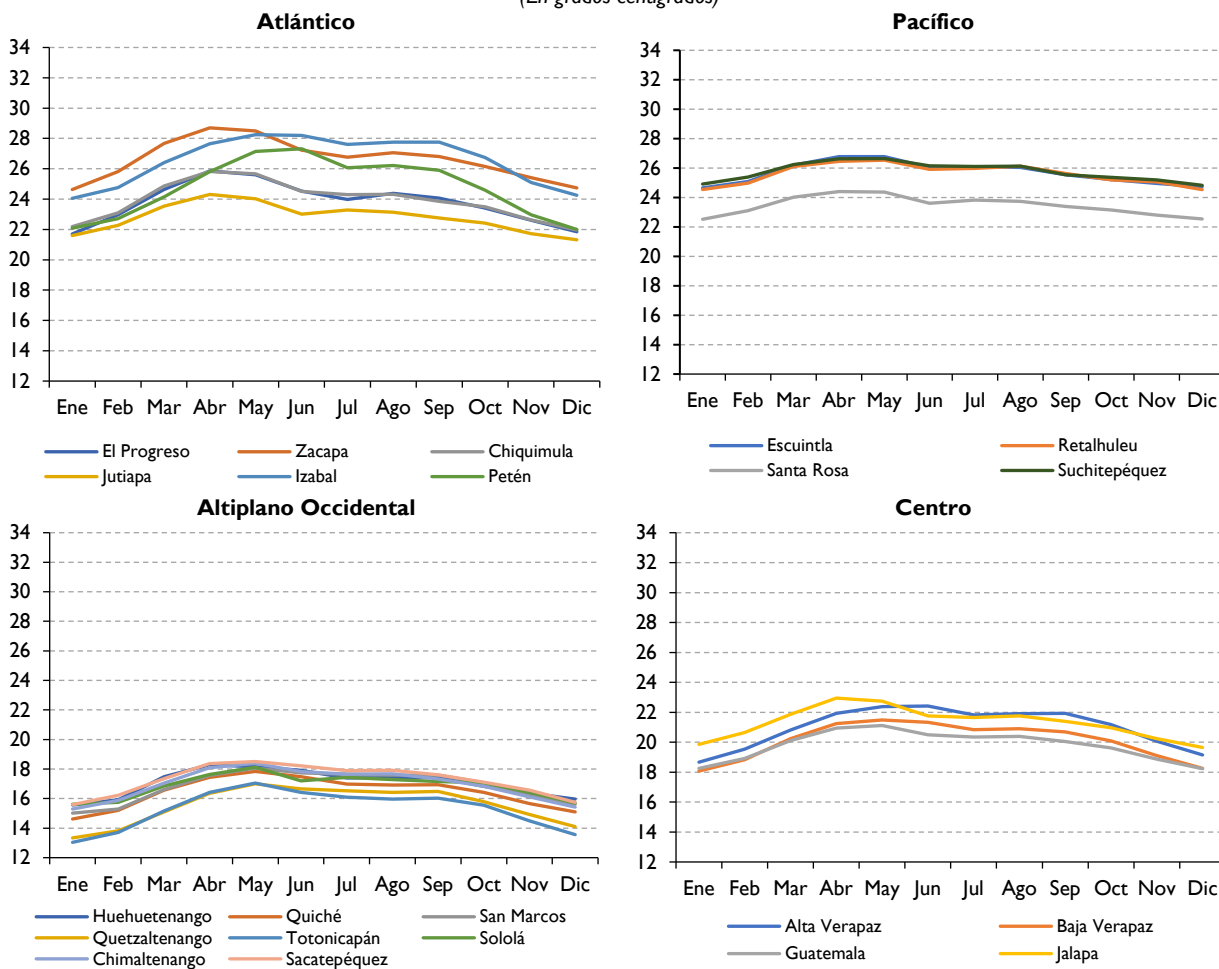 (En grados centígrados)
Atlántico
34
32
30
28
26
24
22
20
18
16
14
12
Ene Feb Mar Abr May Jun Jul Ago Sep Oct Nov Dic
El Progreso Zacapa Chiquimula
Jutiapa Izabal Petén
Pacífico
34
32
30
28
26
24
22
20
18
16
14
12
Ene Feb Mar Abr May Jun Jul Ago Sep Oct Nov Dic
Escuintla Retalhuleu
Santa Rosa Suchitepéquez
Altiplano Occidental
34
32
30
28
26
24
22
20
18
16
14
12
Ene Feb Mar Abr May Jun Jul Ago Sep Oct Nov Dic
Huehuetenango Quiché San Marcos
Quetzaltenango Totonicapán Sololá
Chimaltenango Sacatepéquez
Centro
34
32
30
28
26
24
22
20
18
16
14
12
Ene Feb Mar Abr May Jun Jul Ago Sep Oct Nov Dic
Alta Verapaz Baja Verapaz
Guatemala Jalapa